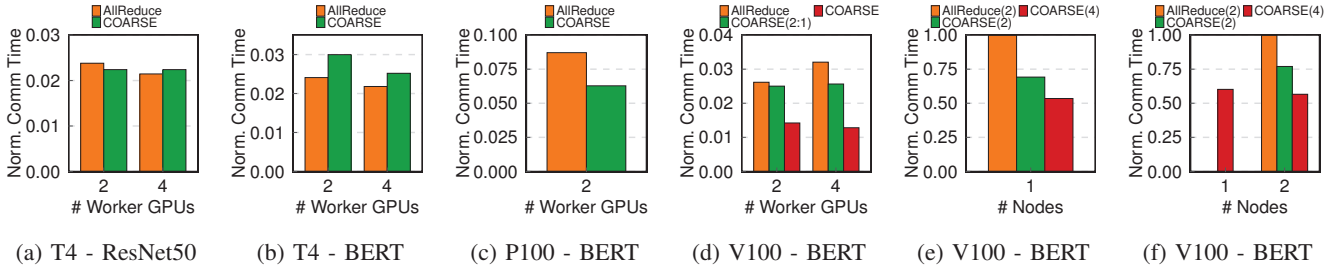 AllReduce
COARSE
Norm. Comm Time
0.03
0.02
0.01
0.00
2 4
# Worker GPUs
(a) T4 - ResNet50
AllReduce
COARSE
Norm. Comm Time
0.04
0.03
0.02
0.01
0.00
2 4
# Worker GPUs
(b) T4 - BERT
AllReduce
COARSE
Norm. Comm Time
0.100
0.075
0.050
0.025
0.000
2
# Worker GPUs
(c) P100 - BERT
AllReduce COARSE
COARSE(2:1)
Norm. Comm Time
0.04
0.03
0.02
0.01
0.00
2 4
# Worker GPUs
(d) V100 - BERT
AllReduce(2) COARSE(4)
COARSE(2)
Norm. Comm Time
1.00
0.75
0.50
0.25
0.00
1
# Nodes
(e) V100 - BERT
AllReduce(2) COARSE(4)
COARSE(2)
Norm. Comm Time
1.00
0.75
0.50
0.25
0.00
1 2
# Nodes
(f) V100 - BERT